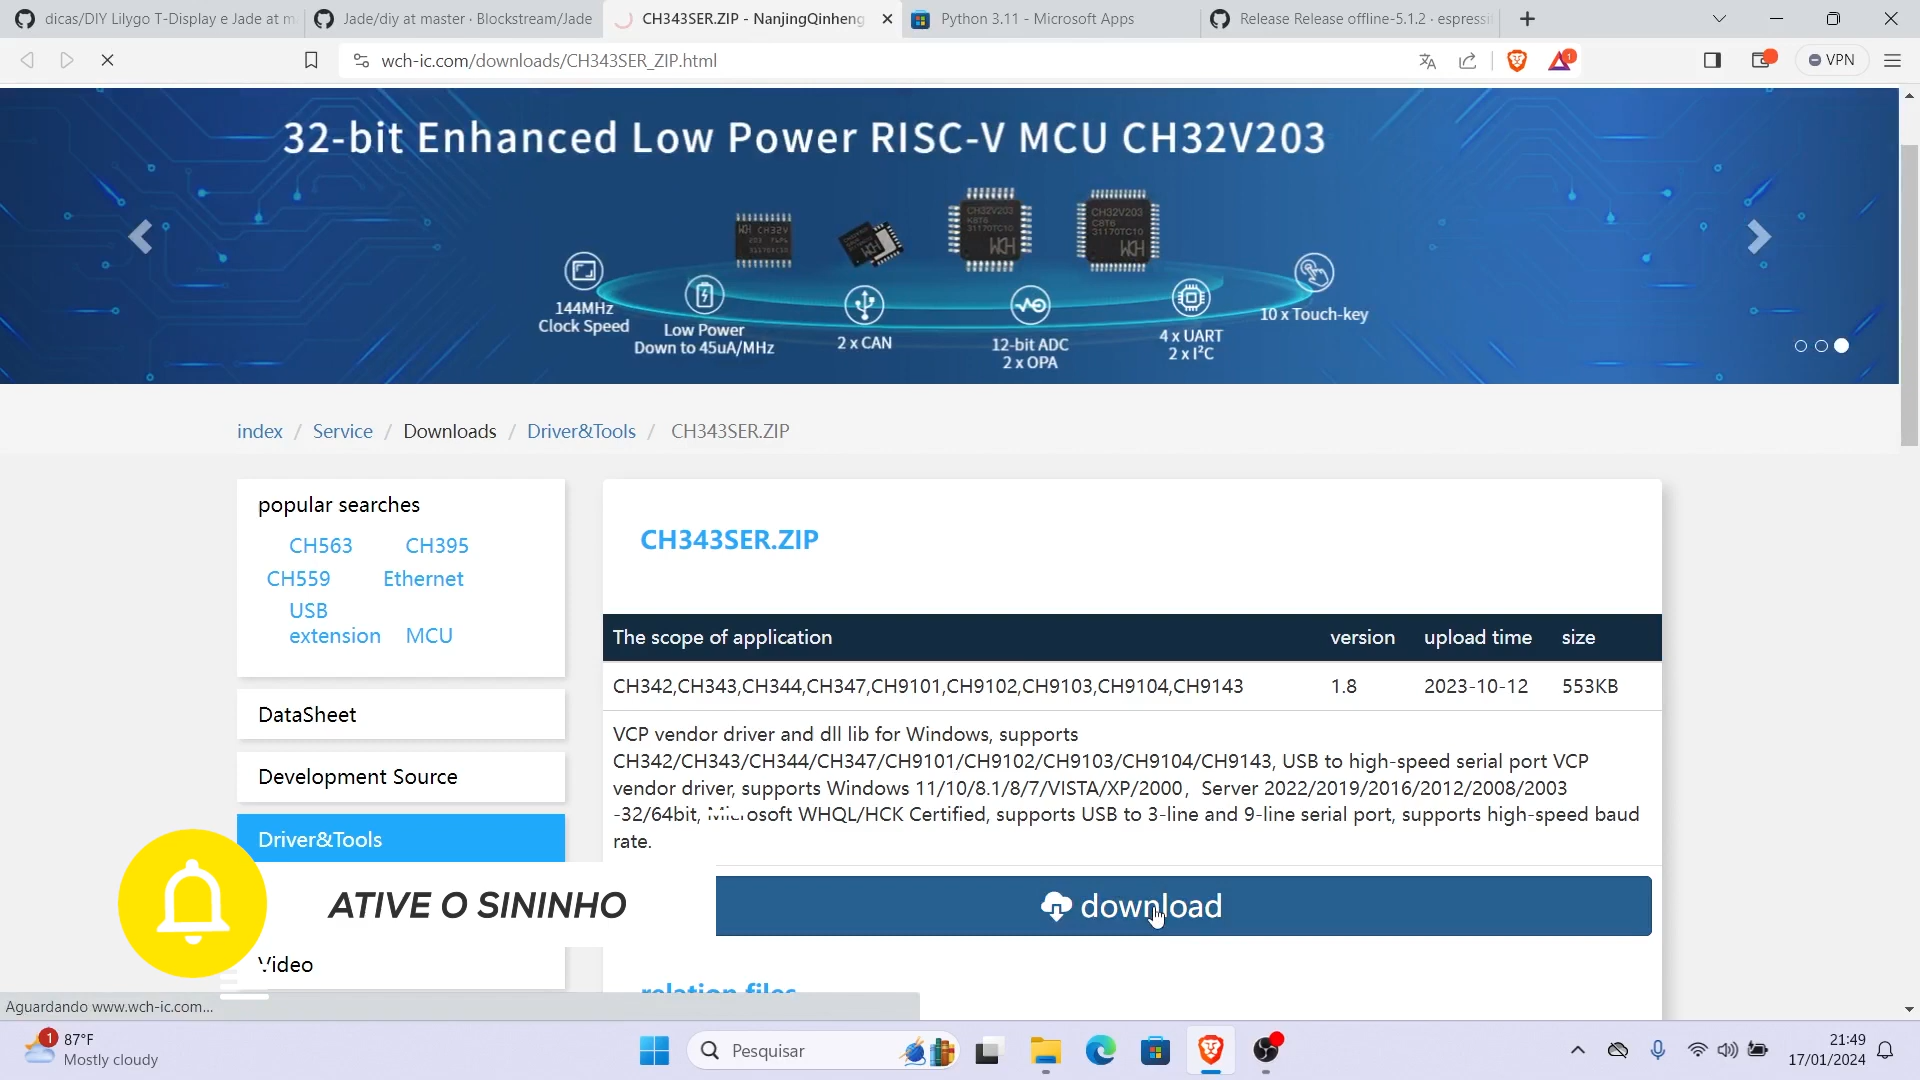 dicas/DIY Lilygo T-Display e Jade at m
Jade/diy at master · Blockstream/Jade
CH343SER.ZIP - NanjingQinheng
Python 3.11 - Microsoft Apps
Release Release offline-5.1.2 · espressi
wch-ic.com/downloads/CH343SER_ZIP.html
1
VPN
32-bit Enhanced Low Power RISC-V MCU CH32V203
144MHz
Clock Speed
Low Power
Down to 45uA/MHz
2 x CAN
12-bit ADC
2 x OPA
4 x UART
2 x I²C
10 x Touch-key
index / Service / Downloads / Driver&Tools / CH343SER.ZIP
popular searches
CH563 CH395
CH559 Ethernet
USB
extension MCU
DataSheet
Development Source
Driver&Tools
Video
CH343SER.ZIP
The scope of application version upload time size
CH342,CH343,CH344,CH347,CH9101,CH9102,CH9103,CH9104,CH9143 1.8 2023-10-12 553KB
VCP vendor driver and dll lib for Windows, supports
CH342/CH343/CH344/CH347/CH9101/CH9102/CH9103/CH9104/CH9143, USB to high-speed serial port VCP
vendor driver, supports Windows 11/10/8.1/8/7/VISTA/XP/2000, Server 2022/2019/2016/2012/2008/2003
-32/64bit, Microsoft WHQL/HCK Certified, supports USB to 3-line and 9-line serial port, supports high-speed baud
rate.
download
relation files
ATIVE O SININHO
Aguardando www.wch-ic.com...
1
87°F
Mostly cloudy
Pesquisar
21:49
17/01/2024